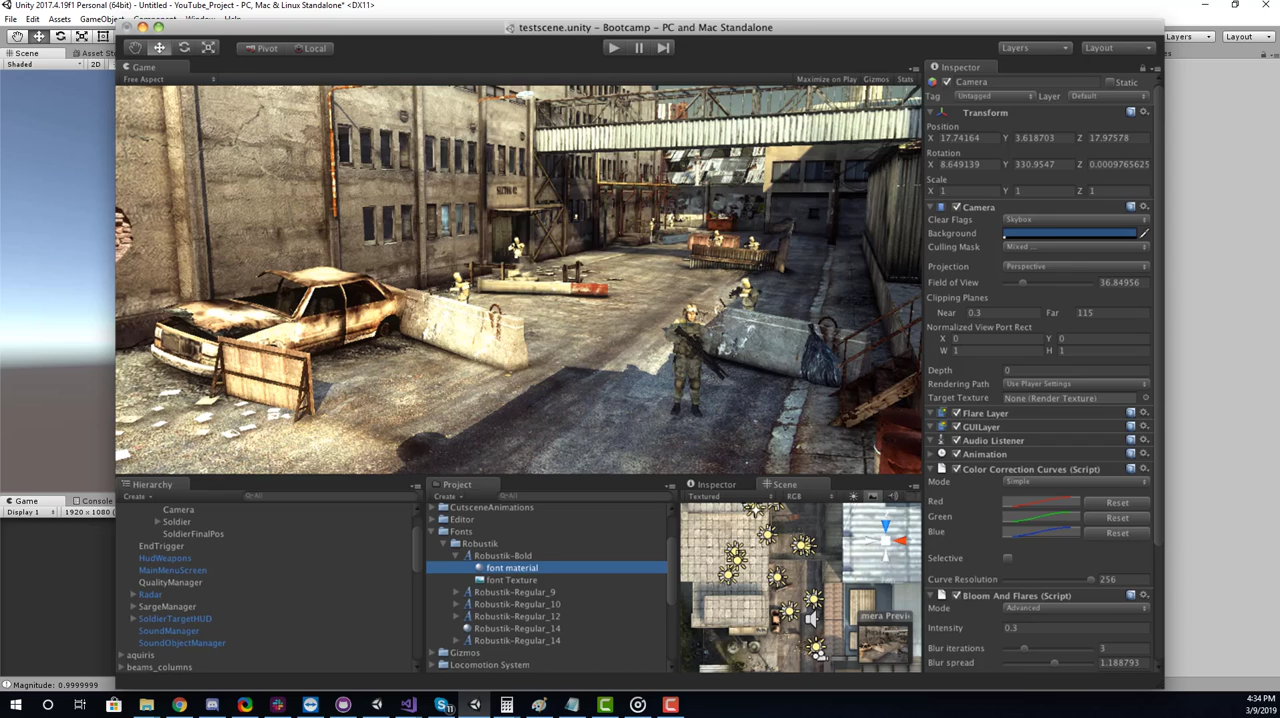 Unity 2017.4.19f1 Personal (64bit) - Untitled - YouTube_Project - PC, Mac & Linux Standalone* <DX11>
File Edit Assets GameObject Component Window Help
testscene.unity – Bootcamp – PC and Mac Standalone
Pivot Local
Layers Layout
Layers Layout
Scene Asset Sto
Shaded 2D
Game
Free Aspect
Maximize on Play Gizmos Stats
Inspector
Camera Static
Tag Untagged Layer Default
Transform
Position
X 17.74164 Y 3.618703 Z 17.97578
Rotation
X 8.649139 Y 330.9547 Z 0.0009765625
Scale
X 1 Y 1 Z 1
Camera
Clear Flags Skybox
Background
Culling Mask Mixed ...
Projection Perspective
Field of View 36.84956
Clipping Planes
Near 0.3 Far 115
Normalized View Port Rect
X 0 Y 0
W 1 H 1
Depth 0
Rendering Path Use Player Settings
Target Texture None (Render Texture)
Flare Layer
GUILayer
Audio Listener
Animation
Color Correction Curves (Script)
Mode Simple
Red Reset
Green Reset
Blue Reset
Selective
Curve Resolution 256
Bloom And Flares (Script)
Mode Advanced
Intensity 0.3
Blur iterations 3
Blur spread 1.188793
Hierarchy
Create All
Camera
Soldier
SoldierFinalPos
EndTrigger
HudWeapons
MainMenuScreen
QualityManager
Radar
SargeManager
SoldierTargetHUD
SoundManager
SoundObjectManager
aquiris
beams_columns
Project
Create All
CutsceneAnimations
Editor
Fonts
Robustik
Robustik-Bold
font material
font Texture
Robustik-Regular_9
Robustik-Regular_10
Robustik-Regular_12
Robustik-Regular_14
Robustik-Regular_14
Gizmos
Locomotion System
Inspector Scene
Textured RGB
amera Previ
Game Console
Display 1 1920 x 1080 (
Magnitude: 0.9999999
4:34 PM
3/9/2019